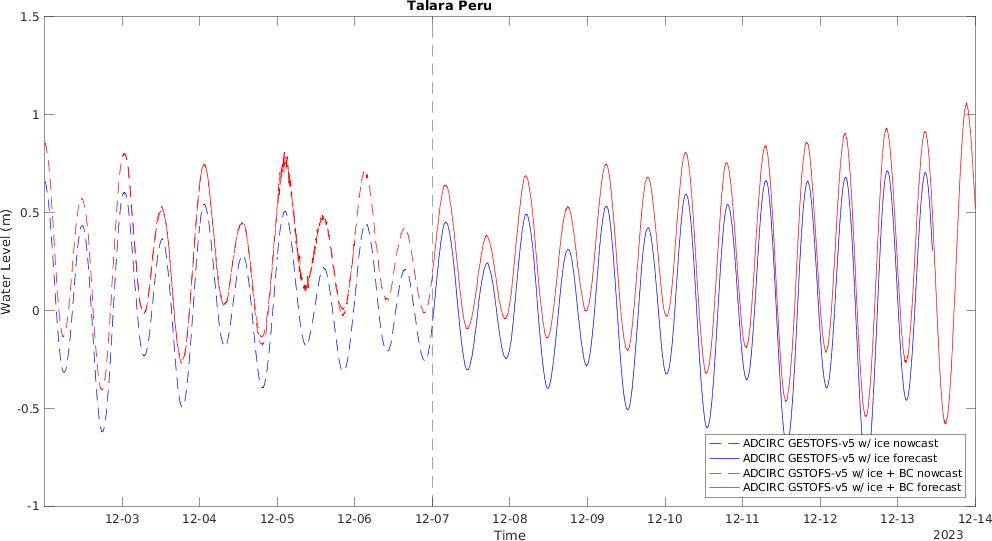 Talara Peru
1.5
1
0.5
0
-0.5
-1
Water Level (m)
ADCIRC GESTOFS-v5 w/ ice nowcast
ADCIRC GESTOFS-v5 w/ ice forecast
ADCIRC GSTOFS-v5 w/ ice + BC nowcast
ADCIRC GSTOFS-v5 w/ ice + BC forecast
12-03 12-04 12-05 12-06 12-07 12-08 12-09 12-10 12-11 12-12 12-13 12-14
Time
2023